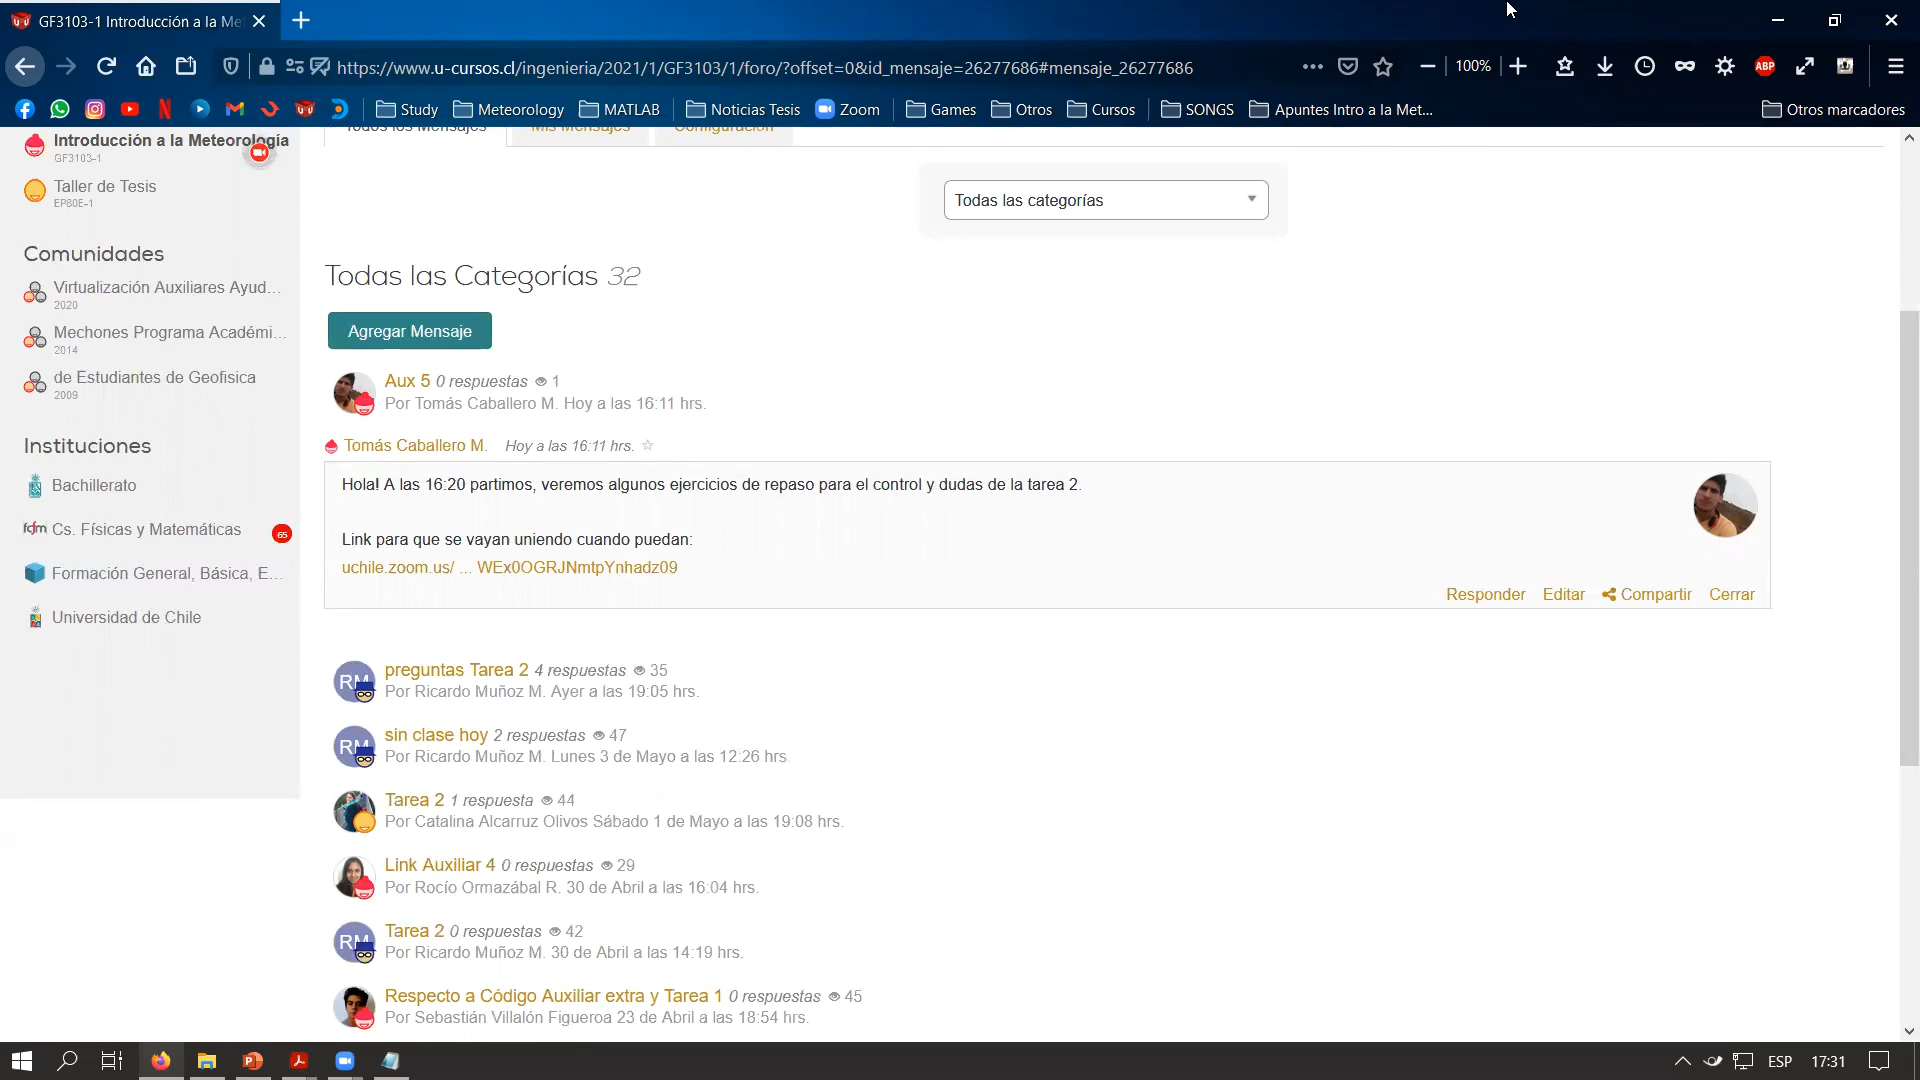 GF3103-1 Introducción a la Me
https://www.u-cursos.cl/ingenieria/2021/1/GF3103/1/foro/?offset=0&id_mensaje=26277686#mensaje_26277686
100%
ABP
Study
Meteorology
MATLAB
Noticias Tesis
Zoom
Games
Otros
Cursos
SONGS
Apuntes Intro a la Met...
Otros marcadores
Introducción a la Meteorología
GF3103-1
Taller de Tesis
EP80E-1
Comunidades
Virtualización Auxiliares Ayud...
2020
Mechones Programa Académi...
2014
de Estudiantes de Geofisica
2009
Instituciones
Bachillerato
fcfm Cs. Físicas y Matemáticas 65
Formación General, Básica, E...
Universidad de Chile
Todos los Mensajes
Mis Mensajes
Configuración
Todas las categorías
Todas las Categorías 32
Agregar Mensaje
Aux 5 0 respuestas 1
Por Tomás Caballero M. Hoy a las 16:11 hrs.
Tomás Caballero M. Hoy a las 16:11 hrs.
Hola! A las 16:20 partimos, veremos algunos ejercicios de repaso para el control y dudas de la tarea 2.
Link para que se vayan uniendo cuando puedan:
uchile.zoom.us/ ... WEx0OGRJNmtpYnhadz09
Responder Editar Compartir Cerrar
RM
preguntas Tarea 2 4 respuestas 35
Por Ricardo Muñoz M. Ayer a las 19:05 hrs.
RM
sin clase hoy 2 respuestas 47
Por Ricardo Muñoz M. Lunes 3 de Mayo a las 12:26 hrs.
Tarea 2 1 respuesta 44
Por Catalina Alcarruz Olivos Sábado 1 de Mayo a las 19:08 hrs.
Link Auxiliar 4 0 respuestas 29
Por Rocío Ormazábal R. 30 de Abril a las 16:04 hrs.
RM
Tarea 2 0 respuestas 42
Por Ricardo Muñoz M. 30 de Abril a las 14:19 hrs.
Respecto a Código Auxiliar extra y Tarea 1 0 respuestas 45
Por Sebastián Villalón Figueroa 23 de Abril a las 18:54 hrs.
ESP
17:31